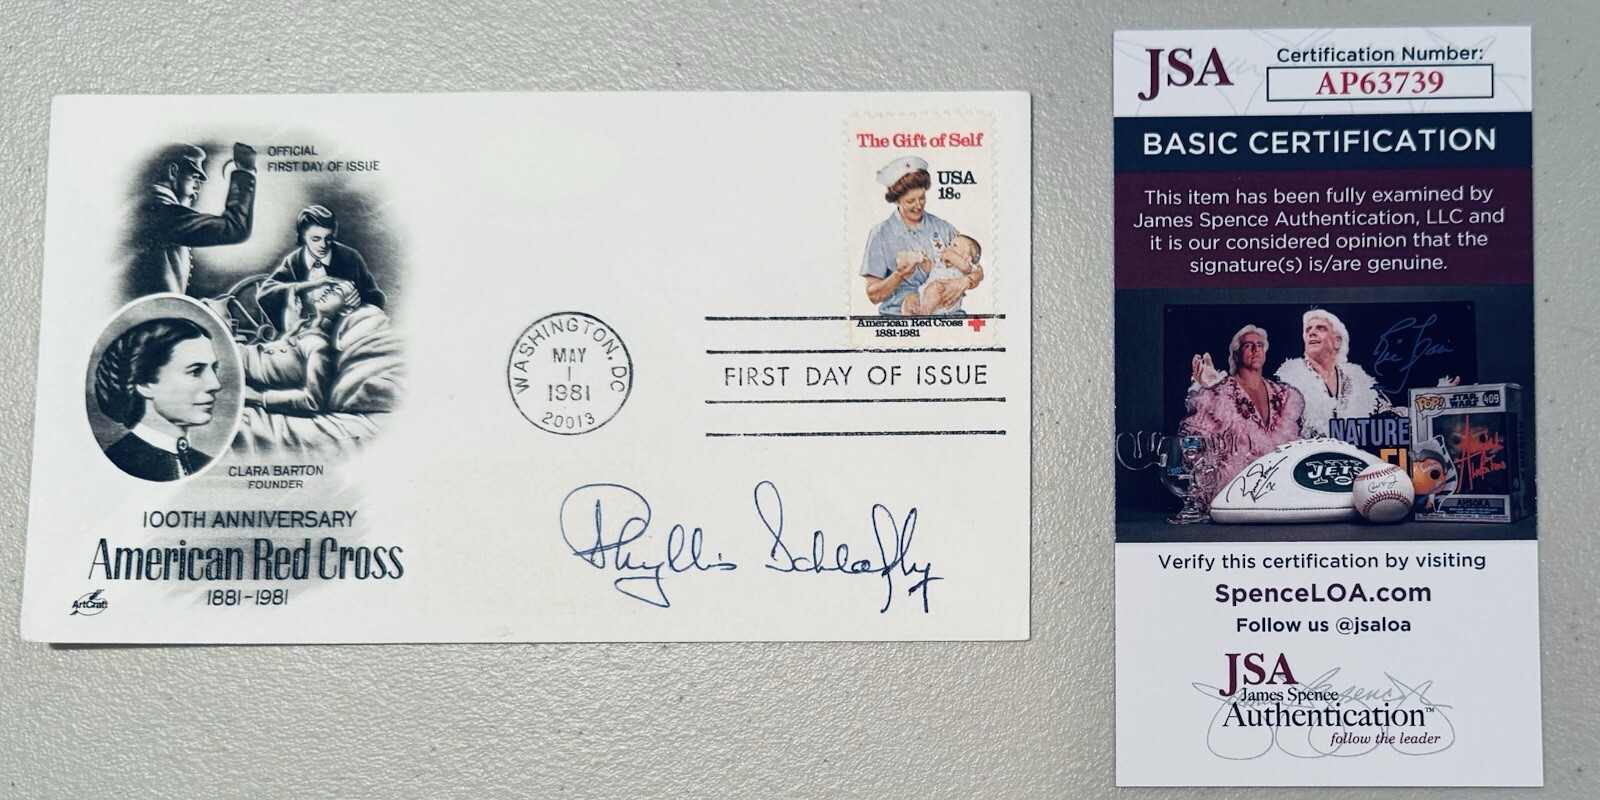 OFFICIAL
FIRST DAY OF ISSUE
CLARA BARTON
FOUNDER
100TH ANNIVERSARY
American Red Cross
1881-1981
ArtCraft
The Gift of Self
USA
18c
American Red Cross
1881-1981
WASHINGTON, DC
MAY
1
1981
20013
FIRST DAY OF ISSUE
Phyllis Schlafly
JSA
Certification Number:
AP63739
BASIC CERTIFICATION
This item has been fully examined by
James Spence Authentication, LLC and
it is our considered opinion that the
signature(s) is/are genuine.
NATURE
JETS
POP!
STAR
WARS
409
AHSOKA
Verify this certification by visiting
SpenceLOA.com
Follow us @jsaloa
JSA
James Spence
Authentication™
follow the leader